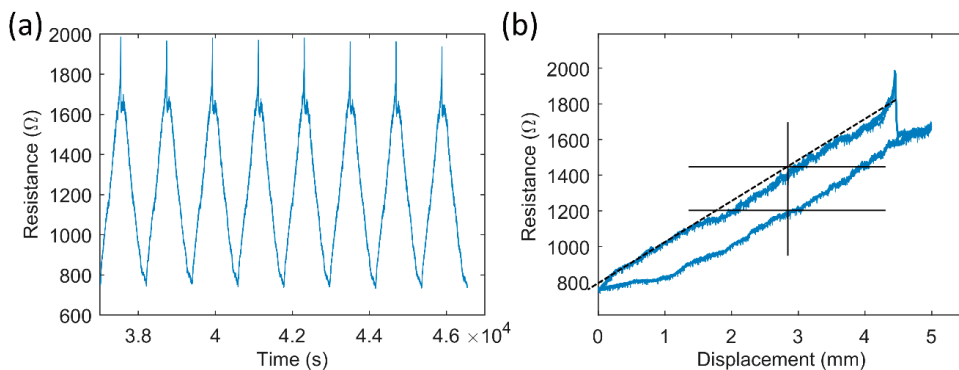 (a)
2000
1800
1600
1400
1200
1000
800
600
Resistance (Ω)
3.8 4 4.2 4.4 4.6 ×10⁴
Time (s)
(b)
2000
1800
1600
1400
1200
1000
800
Resistance (Ω)
0 1 2 3 4 5
Displacement (mm)